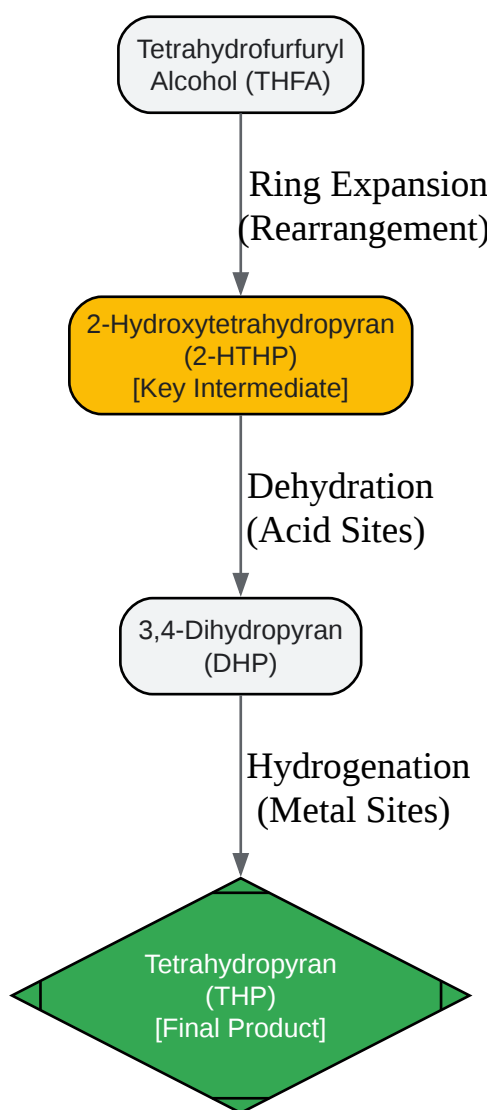 Tetrahydrofurfuryl
Alcohol (THFA)
Ring Expansion
(Rearrangement)
2-Hydroxytetrahydropyran
(2-HTHP)
[Key Intermediate]
Dehydration
(Acid Sites)
3,4-Dihydropyran
(DHP)
Hydrogenation
(Metal Sites)
Tetrahydropyran
(THP)
[Final Product]